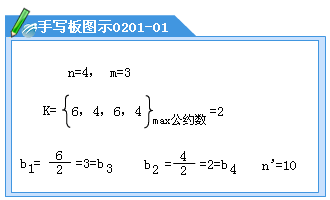 手写板图示0201-01
n=4， m=3
K={6，4，6，4}max公约数=2
b1=6/2=3=b3 b2=4/2=2=b4 n'=10